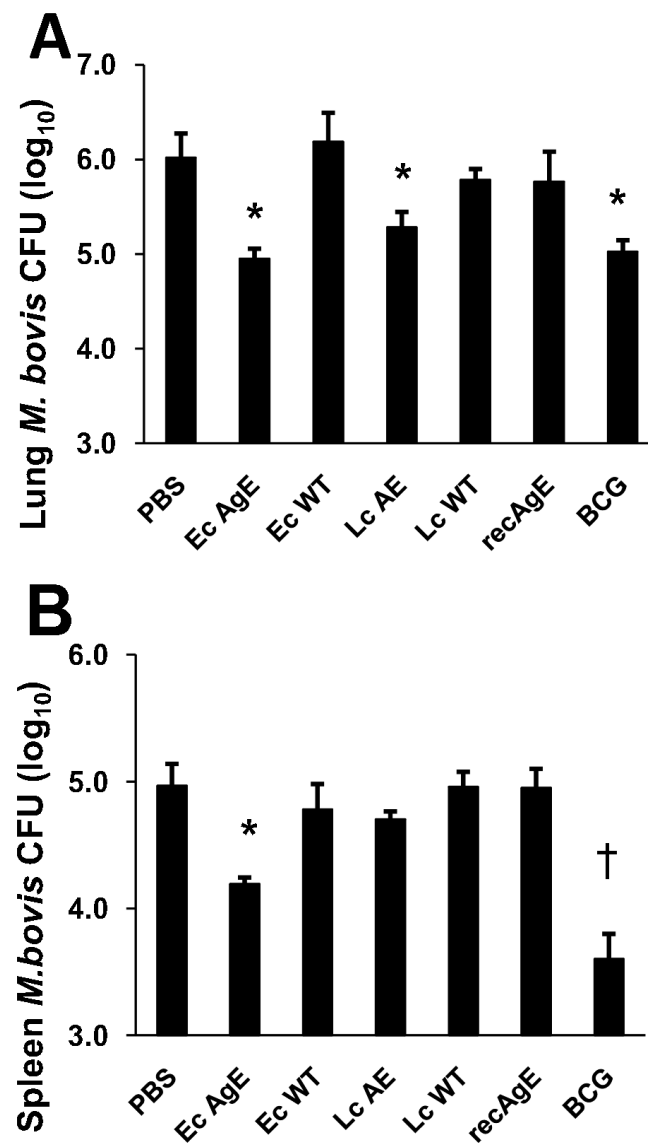 A
Lung M. bovis CFU (log10)
7.0
6.0
5.0
4.0
3.0
*
*
*
PBS
Ec AgE
Ec WT
Lc AE
Lc WT
recAgE
BCG
B
Spleen M.bovis CFU (log10)
6.0
5.0
4.0
3.0
*
†
PBS
Ec AgE
Ec WT
Lc AE
Lc WT
recAgE
BCG